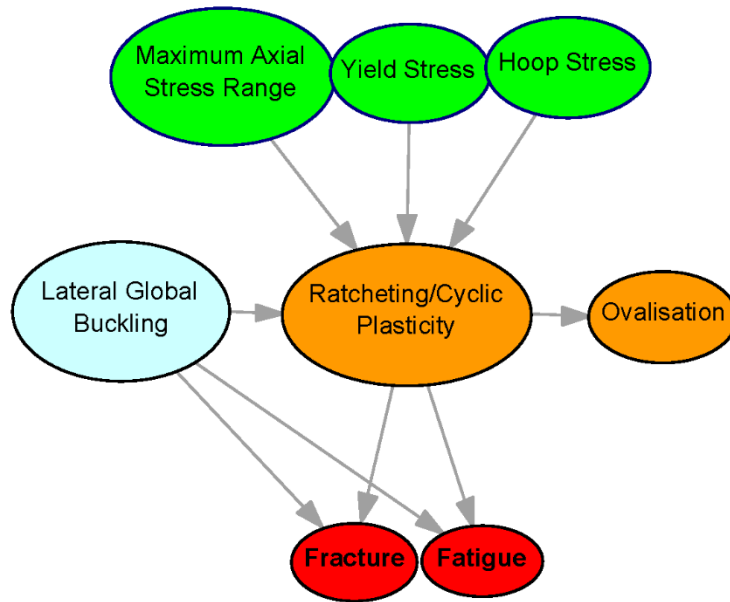 Maximum Axial
Stress Range
Yield Stress
Hoop Stress
Lateral Global
Buckling
Ratcheting/Cyclic
Plasticity
Ovalisation
Fracture
Fatigue